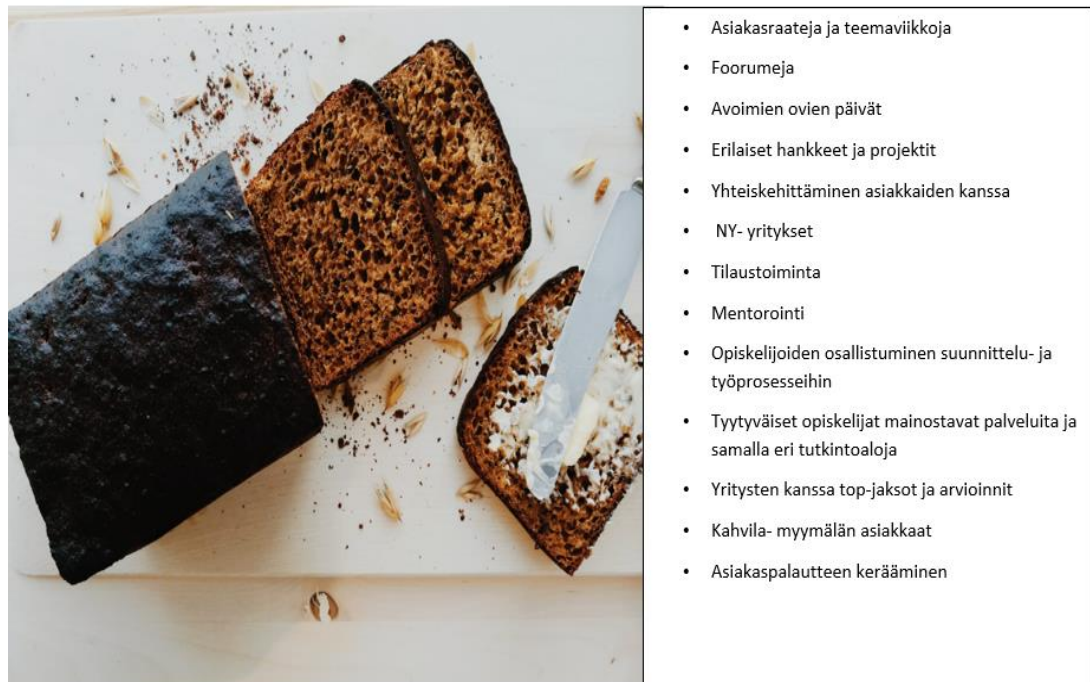 • Asiakasraateja ja teemaviikkoja
• Foorumeja
• Avoimien ovien päivät
• Erilaiset hankkeet ja projektit
• Yhteiskehittäminen asiakkaiden kanssa
• NY- yritykset
• Tilaustoiminta
• Mentorointi
• Opiskelijoiden osallistuminen suunnittelu- ja
työprosesseihin
• Tyytyväiset opiskelijat mainostavat palveluita ja
samalla eri tutkintoaloja
• Yritysten kanssa top-jaksot ja arvioinnit
• Kahvila- myymälän asiakkaat
• Asiakaspalautteen kerääminen